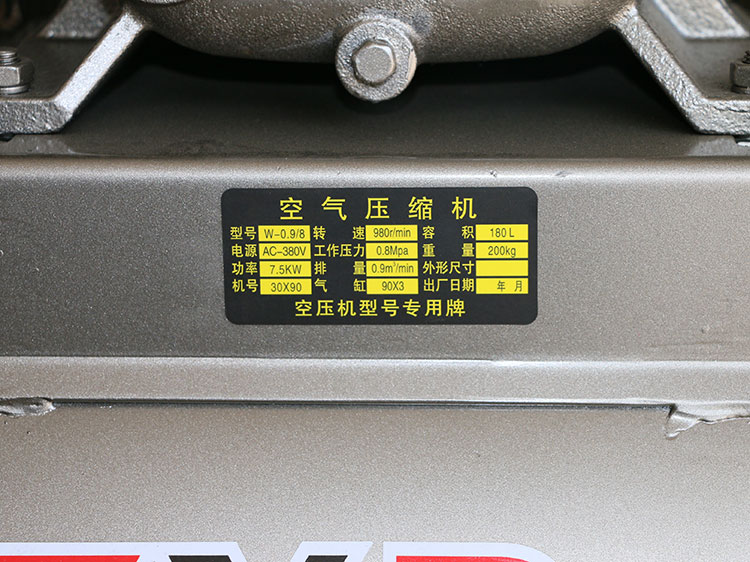 空气压缩机
型号 W-0.9/8 转速 980r/min 容积 180L
电源 AC-380V 工作压力 0.8Mpa 重量 200kg
功率 7.5KW 排量 0.9m³/min 外形尺寸
机号 30X90 气缸 90X3 出厂日期 年 月
空压机型号专用牌